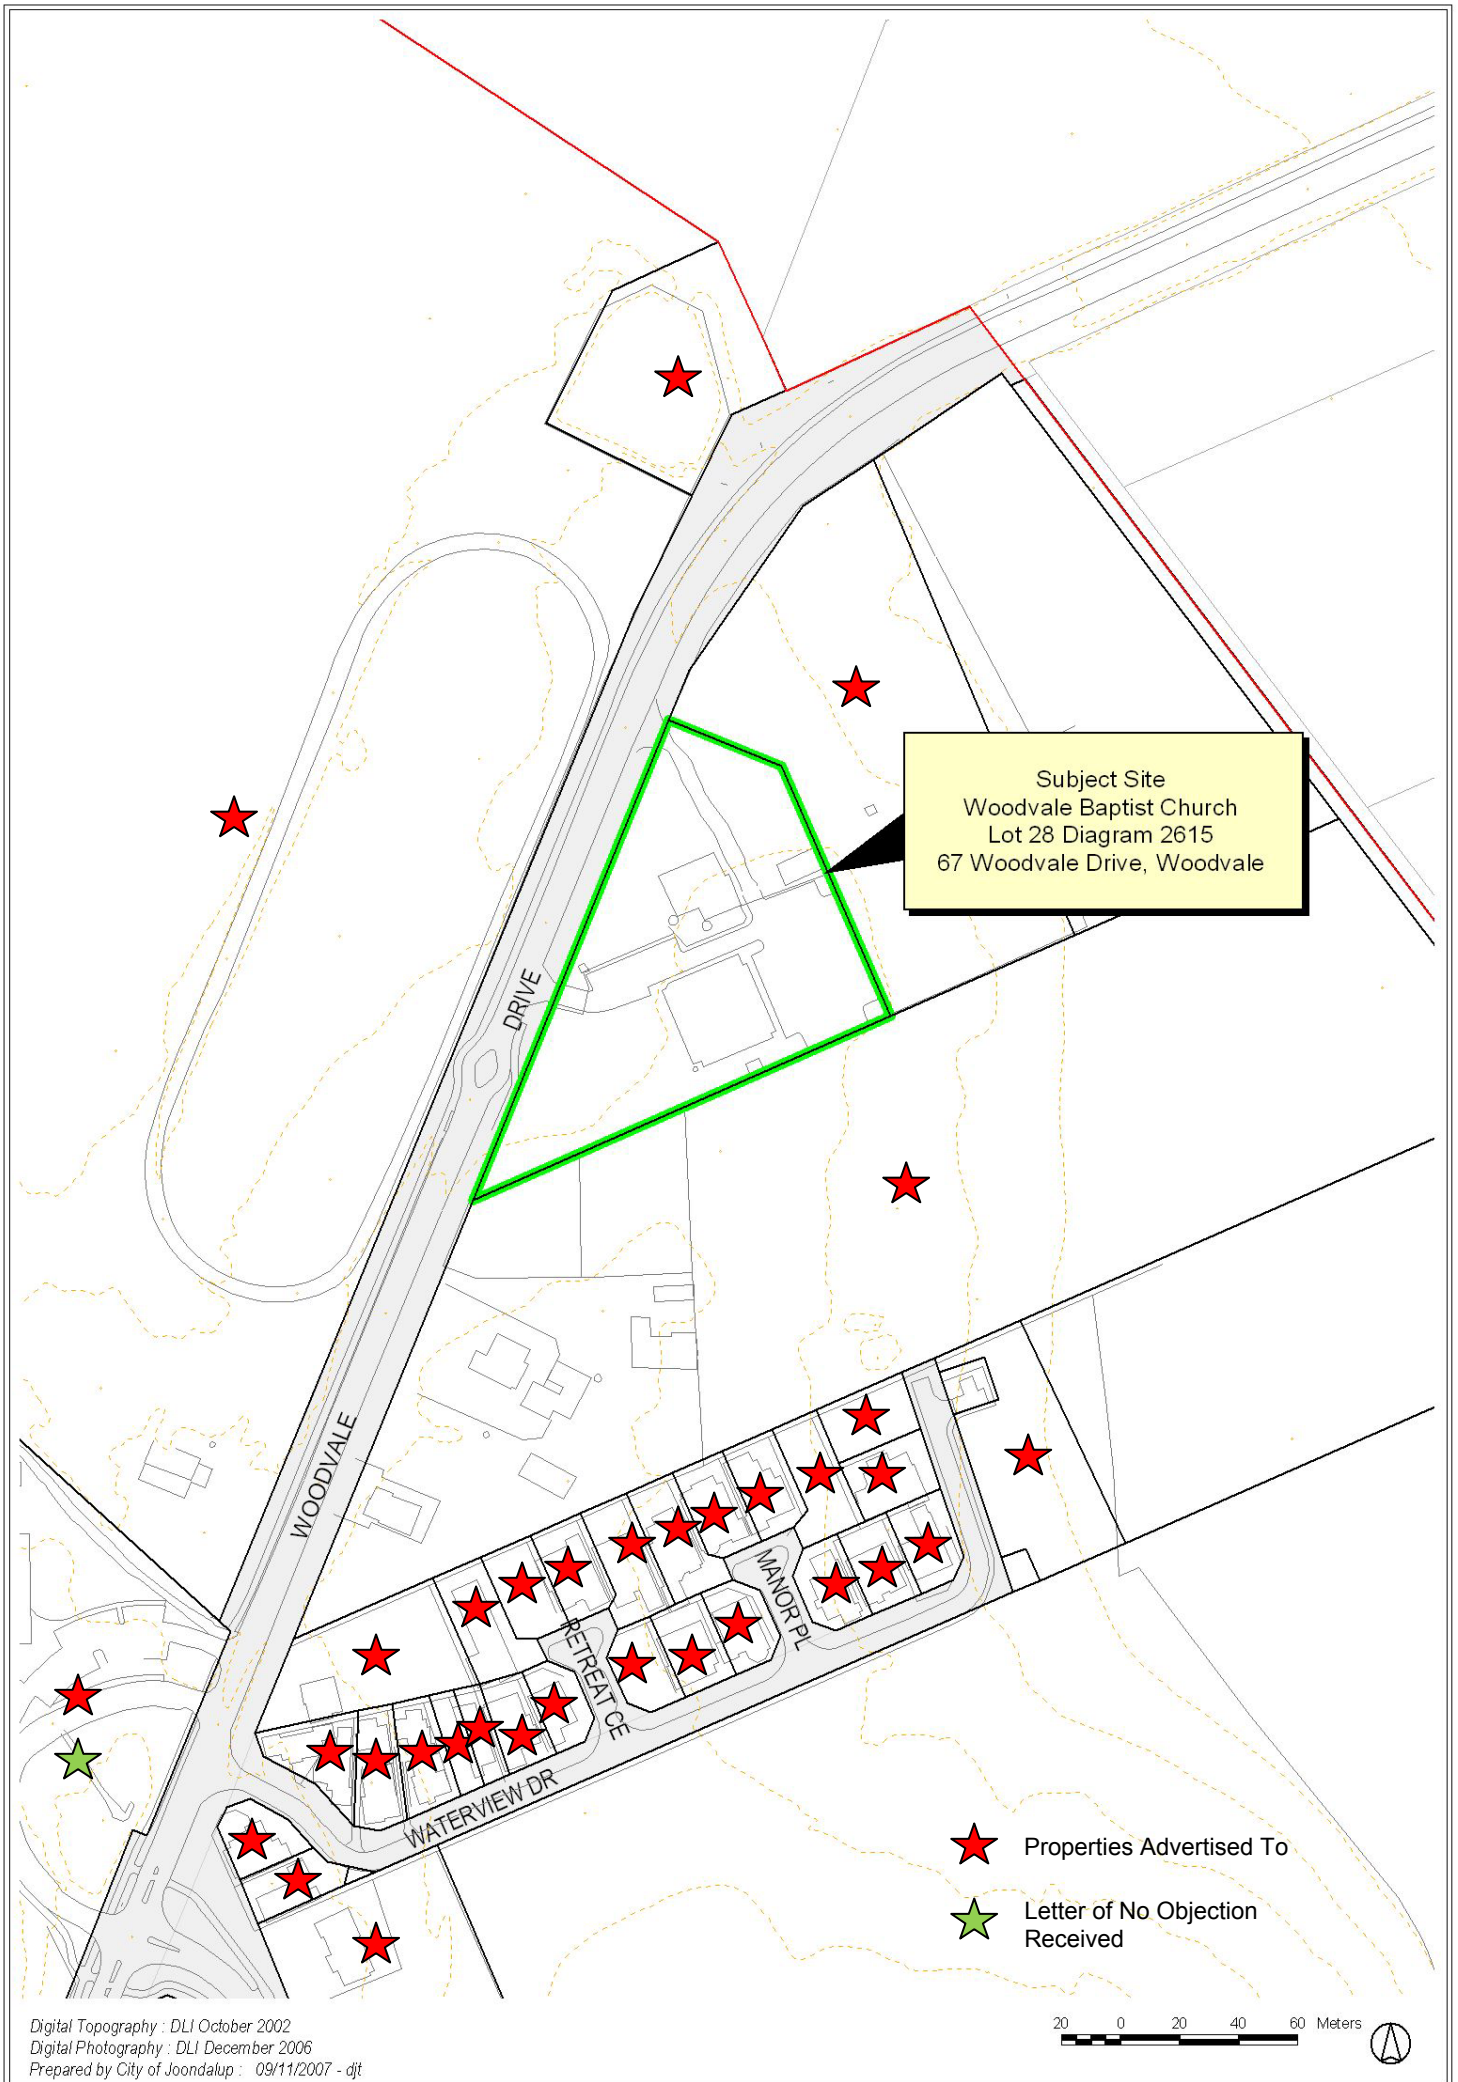 Subject Site
Woodvale Baptist Church
Lot 28 Diagram 2615
67 Woodvale Drive, Woodvale
DRIVE
WOODVALE
MANOR PL
RETREAT CE
WATERVIEW DR
Properties Advertised To
Letter of No Objection
Received
20 0 20 40 60 Meters
Digital Topography : DLI October 2002
Digital Photography : DLI December 2006
Prepared by City of Joondalup : 09/11/2007 - djt